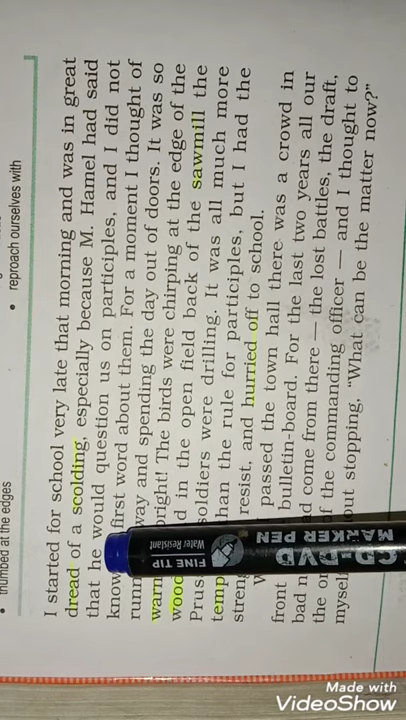 • thumbed at the edges
• reproach ourselves with
I started for school very late that morning and was in great
dread of a scolding, especially because M. Hamel had said
that he would question us on participles, and I did not
know first word about them. For a moment I thought of
runn way and spending the day out of doors. It was so
warm bright! The birds were chirping at the edge of the
wood d in the open field back of the sawmill the
Prus soldiers were drilling. It was all much more
temp than the rule for participles, but I had the
stren resist, and hurried off to school.
W passed the town hall there was a crowd in
front bulletin-board. For the last two years all our
bad n ad come from there — the lost battles, the draft,
the or of the commanding officer — and I thought to
mysel out stopping, “What can be the matter now?”
FINE TIP
Water Resistant
CD-DVD
MARKER PEN
Made with
VideoShow